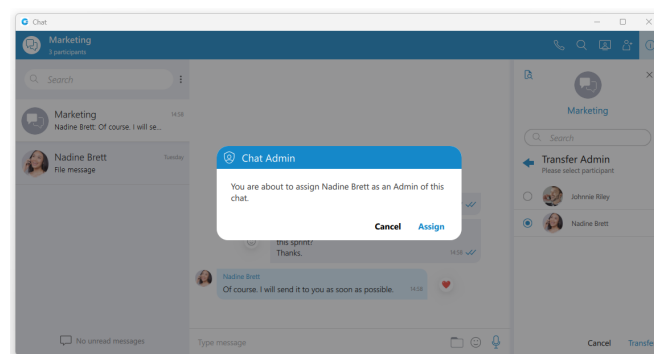 Chat
Marketing
3 participants
Search
Marketing 14:58
Nadine Brett: Of course. I will se...
Nadine Brett Tuesday
File message
No unread messages
Chat Admin
You are about to assign Nadine Brett as an Admin of this
chat.
Cancel Assign
this sprint?
Thanks. 14:58
Nadine Brett
Of course. I will send it to you as soon as possible. 14:58
Type message
Marketing
Search
Transfer Admin
Please select participant
Johnnie Riley
Nadine Brett
Cancel Transfe